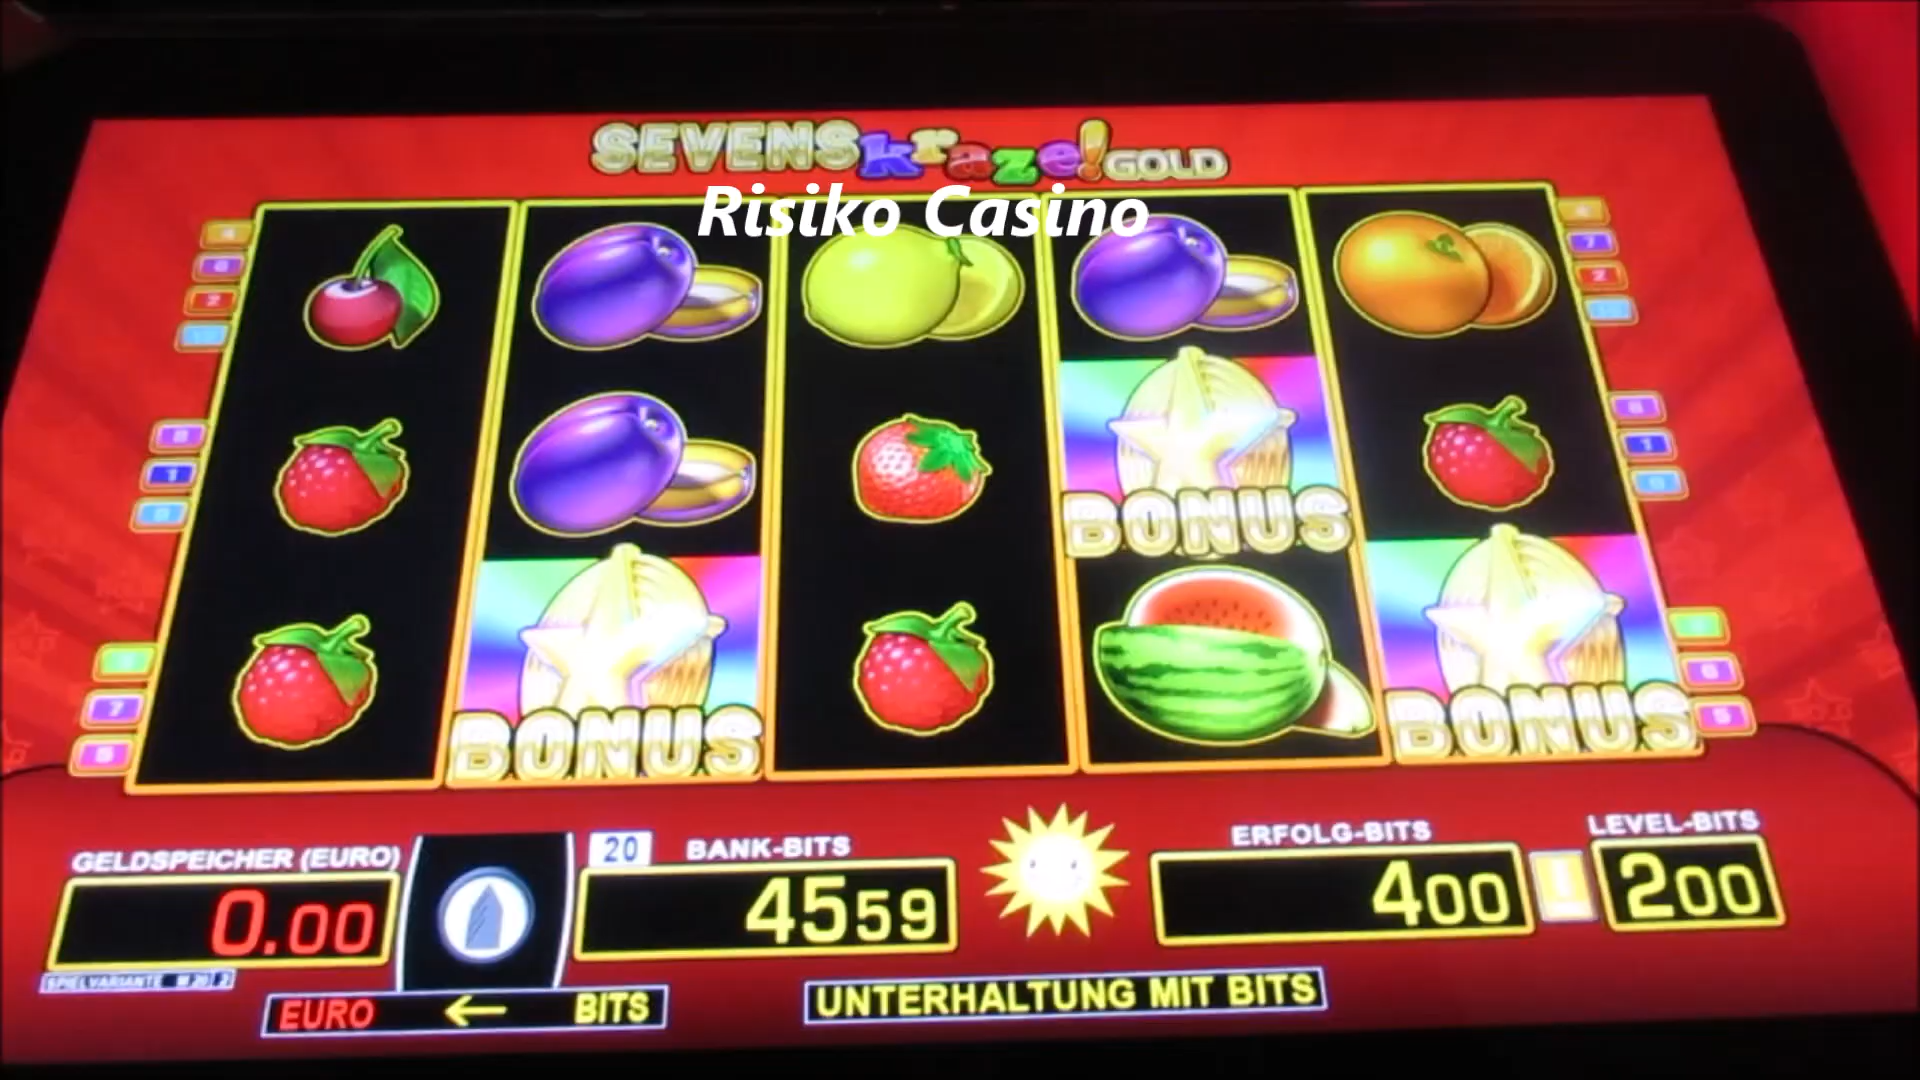 SEVENS kraze! GOLD
Risiko Casino
BONUS
BONUS
BONUS
GELDSPEICHER (EURO)
0.00
20
BANK-BITS
4559
ERFOLG-BITS
400
LEVEL-BITS
200
SPIELVARIANTE
EURO ← BITS
UNTERHALTUNG MIT BITS